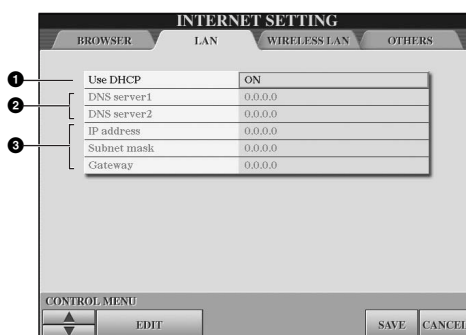 INTERNET SETTING
BROWSER LAN WIRELESS LAN OTHERS
1 Use DHCP ON
2 DNS server1 0.0.0.0
DNS server2 0.0.0.0
3 IP address 0.0.0.0
Subnet mask 0.0.0.0
Gateway 0.0.0.0
CONTROL MENU
EDIT SAVE CANCEL